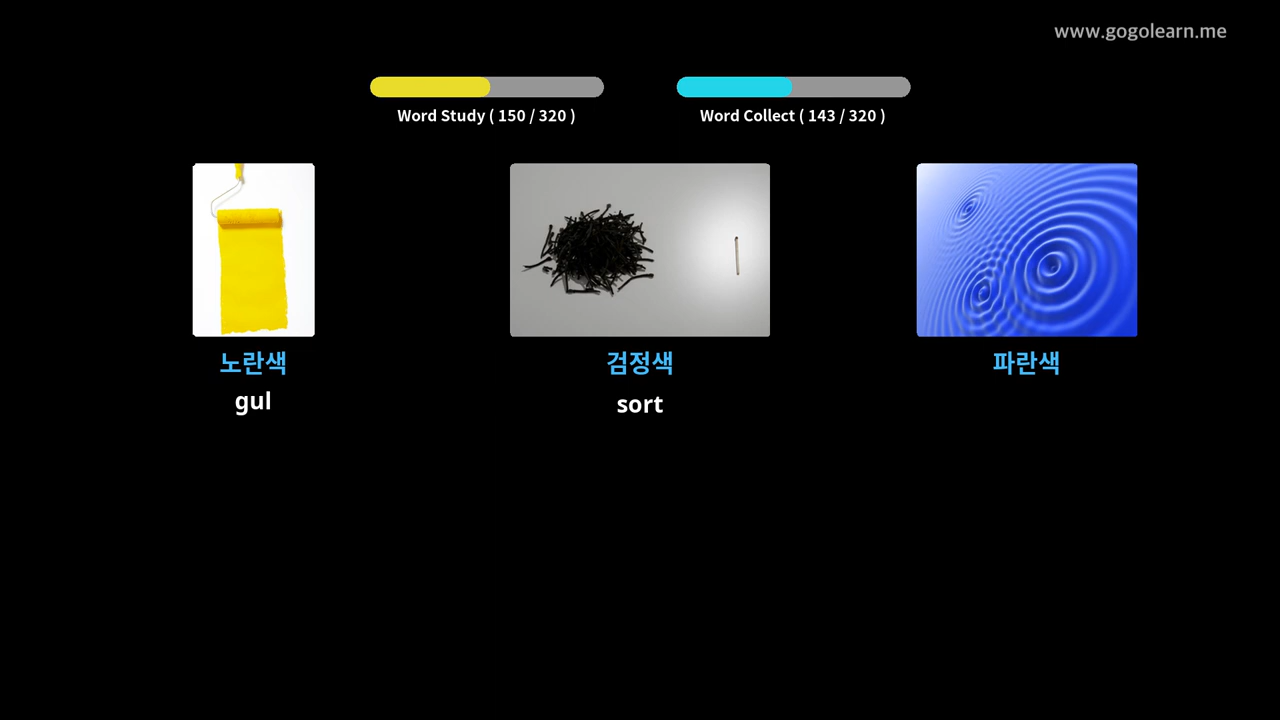 www.gogolearn.me
Word Study ( 150 / 320 )
Word Collect ( 143 / 320 )
노란색
검정색
파란색
gul
sort